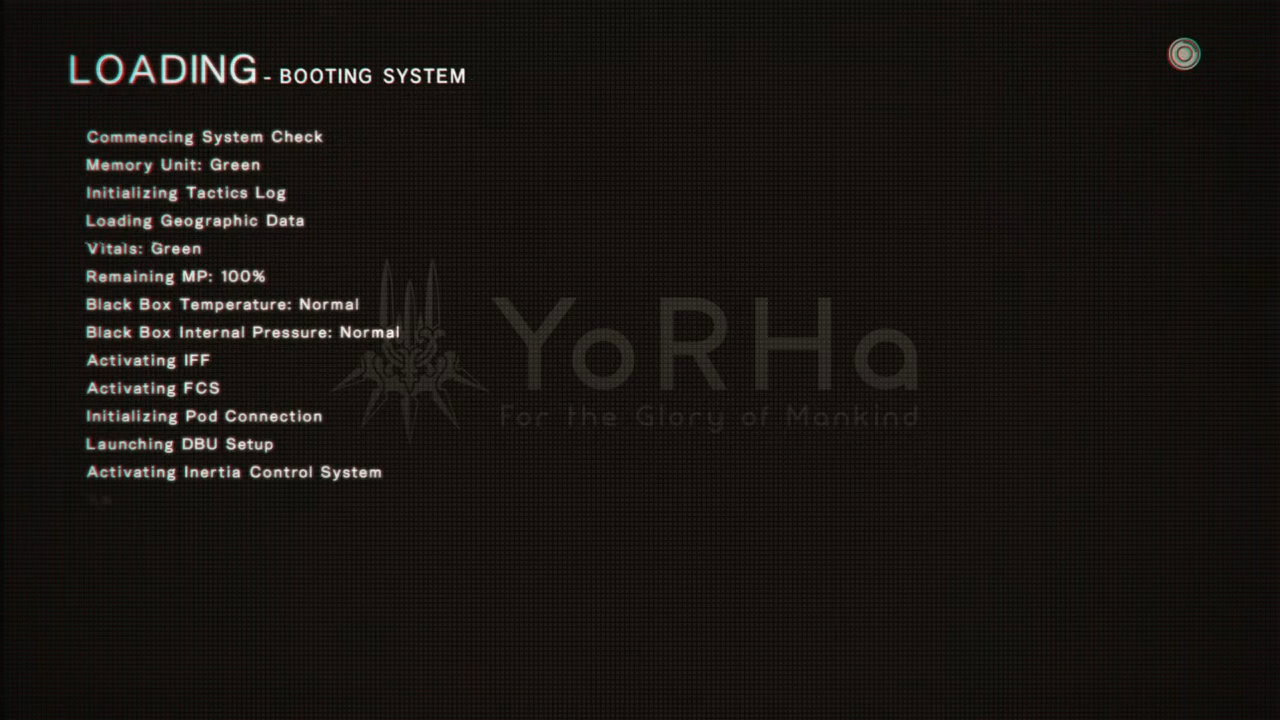 LOADING - BOOTING SYSTEM
Commencing System Check
Memory Unit: Green
Initializing Tactics Log
Loading Geographic Data
Vitals: Green
Remaining MP: 100%
Black Box Temperature: Normal
Black Box Internal Pressure: Normal
Activating IFF
Activating FCS
Initializing Pod Connection
Launching DBU Setup
Activating Inertia Control System
YoRHa
For the Glory of Mankind